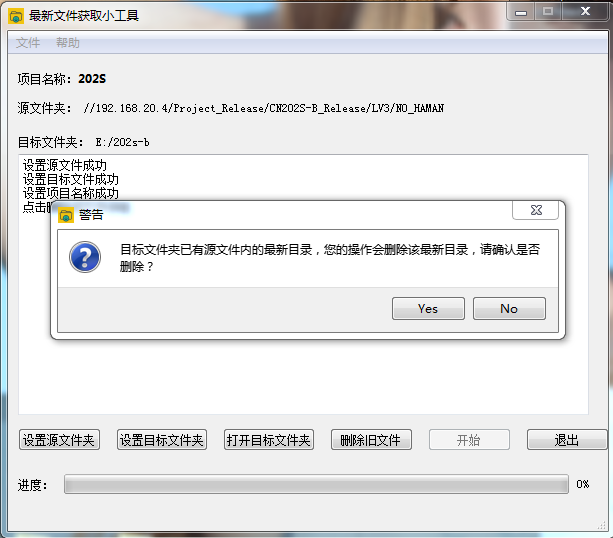 最新文件获取小工具
文件 帮助
项目名称：202S
源文件夹： //192.168.20.4/Project_Release/CN202S-B_Release/LV3/NO_HAMAN
目标文件夹： E:/202s-b
设置源文件成功
设置目标文件成功
设置项目名称成功
点击
警告
目标文件夹已有源文件内的最新目录，您的操作会删除该最新目录，请确认是否
删除？
Yes No
设置源文件夹 设置目标文件夹 打开目标文件夹 删除旧文件 开始 退出
进度： 0%